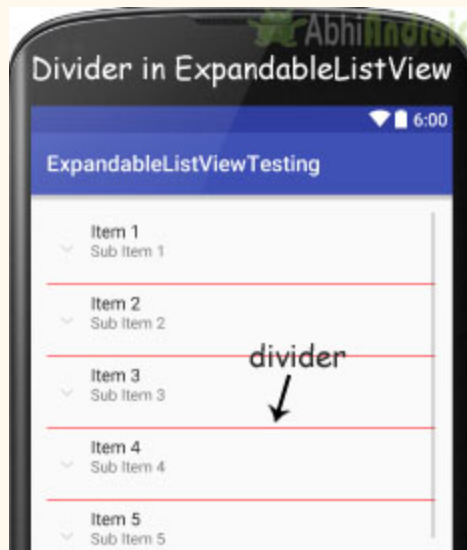 AbhiAndroid
Divider in ExpandableListView
6:00
ExpandableListViewTesting
Item 1
Sub Item 1
Item 2
Sub Item 2
divider
Item 3
Sub Item 3
Item 4
Sub Item 4
Item 5
Sub Item 5